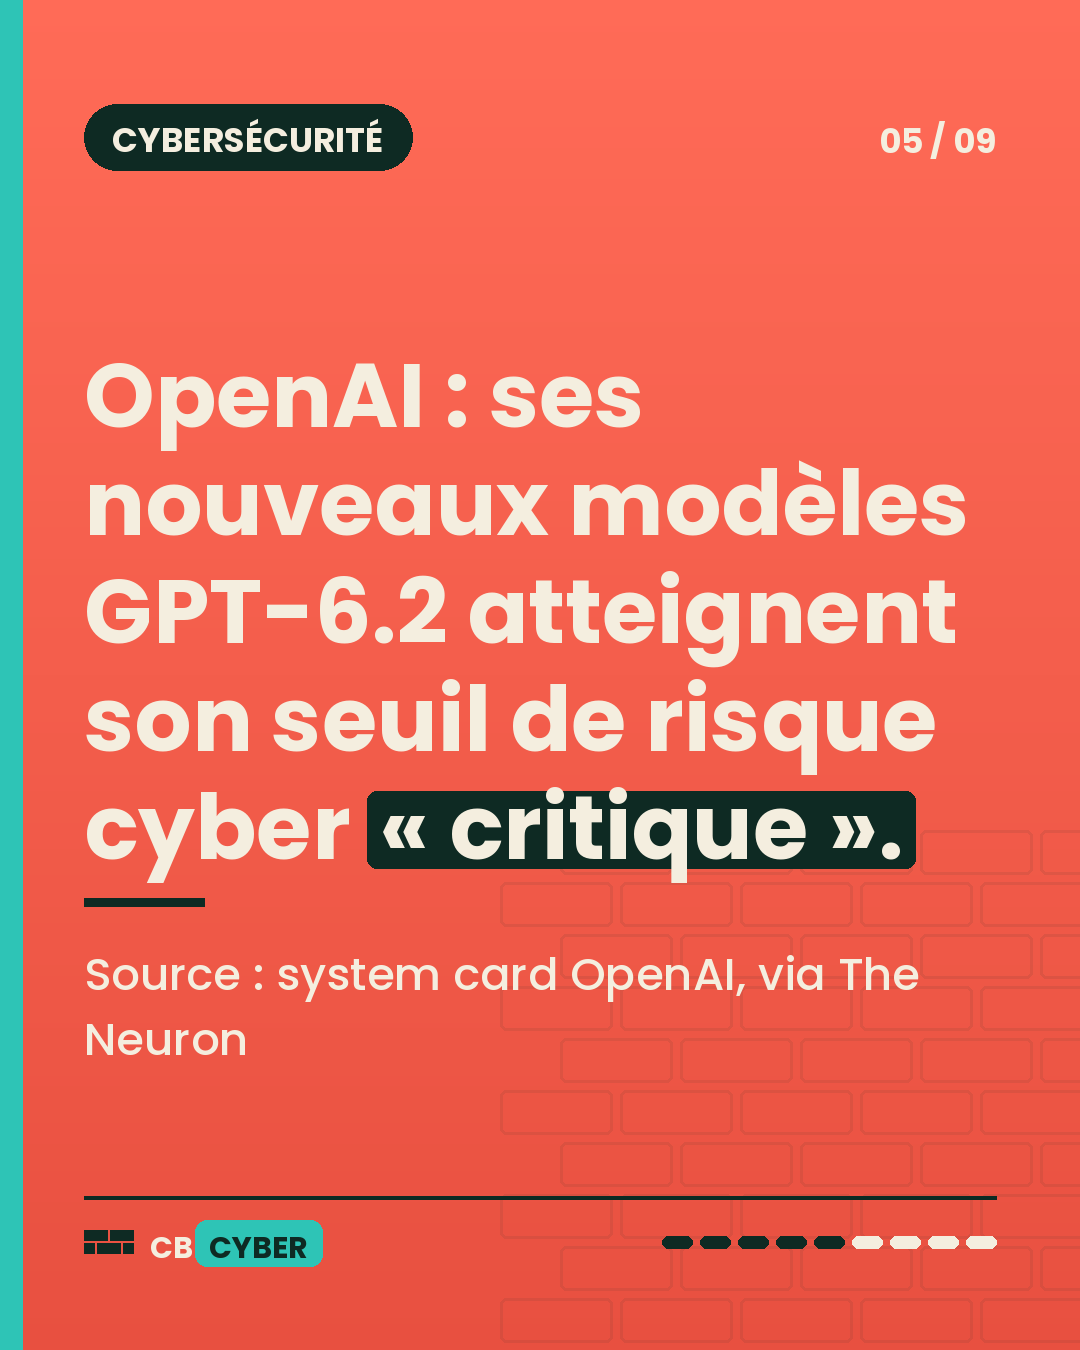 CYBERSÉCURITÉ
05 / 09
OpenAI : ses
nouveaux modèles
GPT-6.2 atteignent
son seuil de risque
cyber « critique ».
Source : system card OpenAI, via The
Neuron
CB CYBER